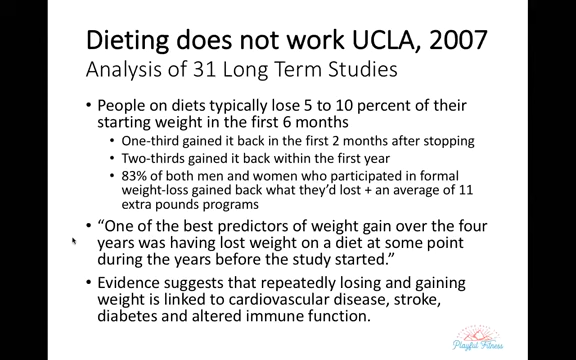 Dieting does not work UCLA, 2007
Analysis of 31 Long Term Studies
• People on diets typically lose 5 to 10 percent of their
starting weight in the first 6 months
• One-third gained it back in the first 2 months after stopping
• Two-thirds gained it back within the first year
• 83% of both men and women who participated in formal
weight-loss gained back what they’d lost + an average of 11
extra pounds programs
• “One of the best predictors of weight gain over the four
years was having lost weight on a diet at some point
during the years before the study started.”
• Evidence suggests that repeatedly losing and gaining
weight is linked to cardiovascular disease, stroke,
diabetes and altered immune function.
Playful Fitness